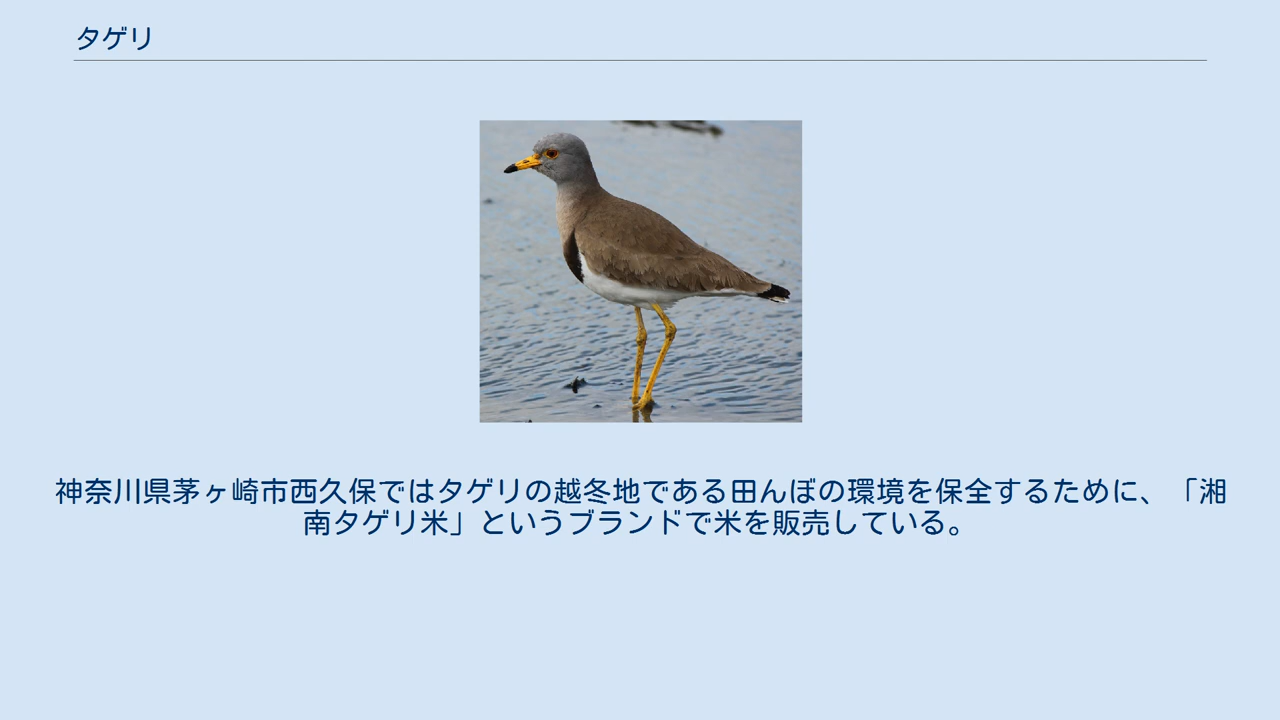 タゲリ
神奈川県茅ヶ崎市西久保ではタゲリの越冬地である田んぼの環境を保全するために、「湘
南タゲリ米」というブランドで米を販売している。